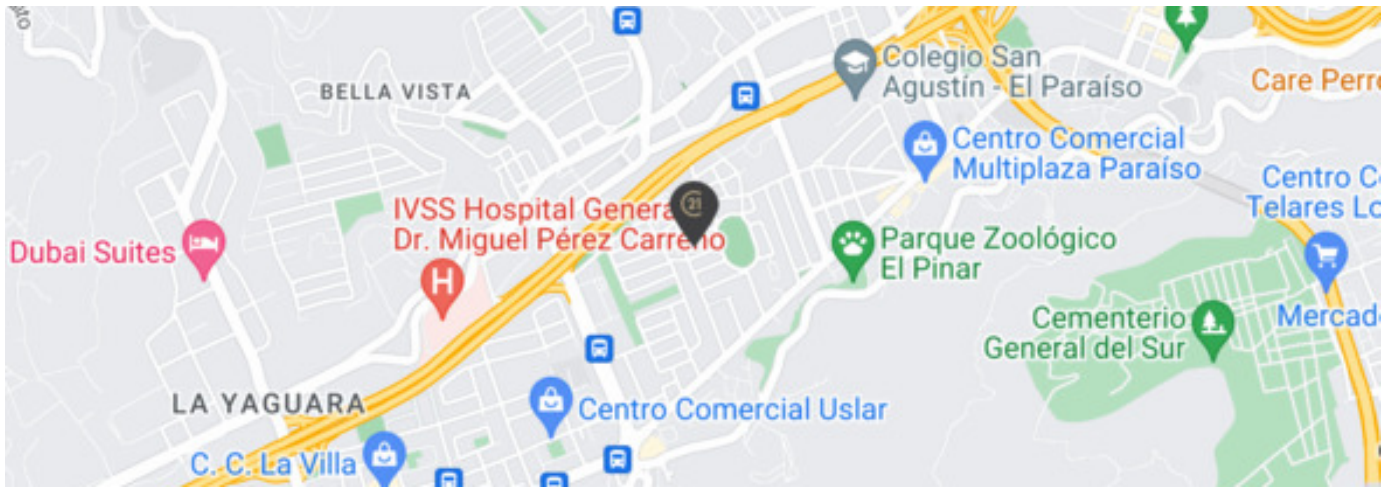 BELLA VISTA
Colegio San
Agustín - El Paraíso
Care Perro
Centro Comercial
Multiplaza Paraíso
Centro C
Telares Lo
IVSS Hospital Genera
Dr. Miguel Pérez Carreño
21
Dubai Suites
H
Parque Zoológico
El Pinar
Cementerio
General del Sur
Mercad
LA YAGUARA
Centro Comercial Uslar
C. C. La Villa